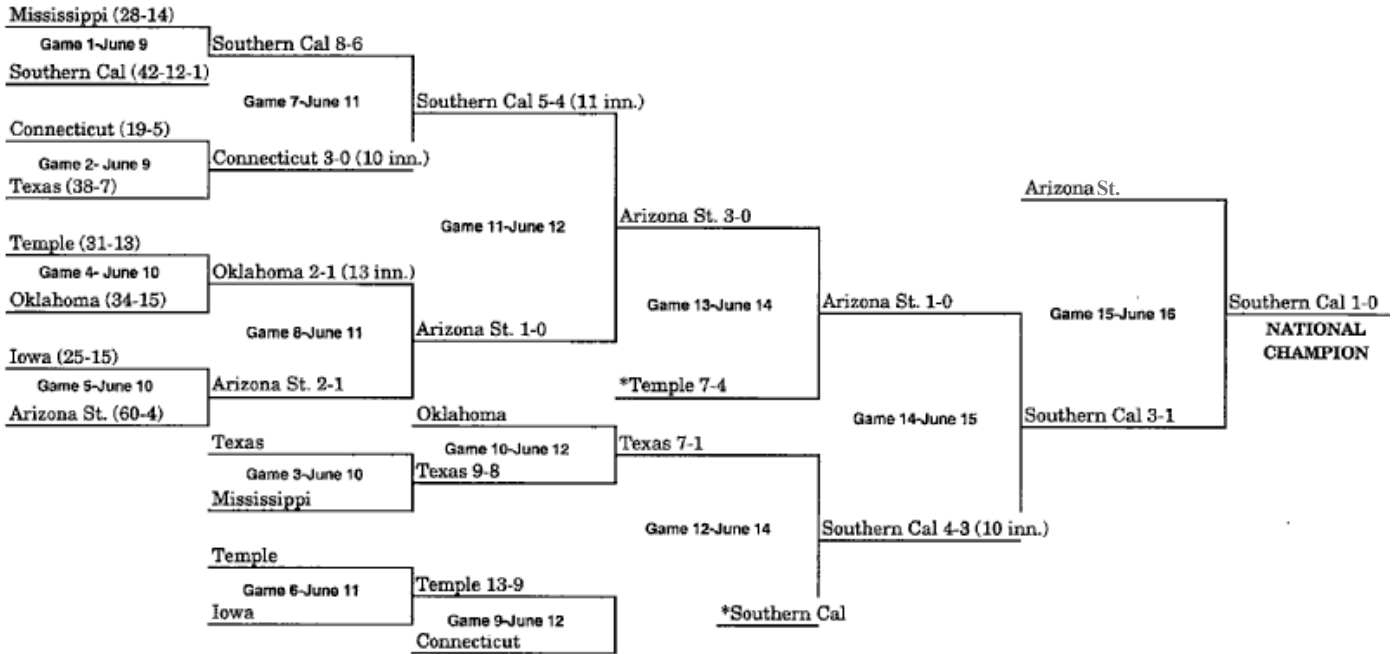 Mississippi (28-14)
Game 1-June 9
Southern Cal 8-6
Southern Cal (42-12-1)
Game 7-June 11
Southern Cal 5-4 (11 inn.)
Connecticut (19-5)
Game 2- June 9
Connecticut 3-0 (10 inn.)
Texas (38-7)
Arizona St.
Game 11-June 12
Arizona St. 3-0
Temple (31-13)
Game 4- June 10
Oklahoma 2-1 (13 inn.)
Oklahoma (34-15)
Game 13-June 14
Arizona St. 1-0
Game 15-June 16
Southern Cal 1-0
NATIONAL
CHAMPION
Game 8-June 11
Arizona St. 1-0
Iowa (25-15)
Game 5-June 10
Arizona St. 2-1
*Temple 7-4
Arizona St. (60-4)
Oklahoma
Game 14-June 15
Southern Cal 3-1
Texas
Game 10-June 12
Texas 7-1
Game 3-June 10
Texas 9-8
Mississippi
Game 12-June 14
Southern Cal 4-3 (10 inn.)
Temple
Game 6-June 11
Temple 13-9
Iowa
Game 9-June 12
*Southern Cal
Connecticut